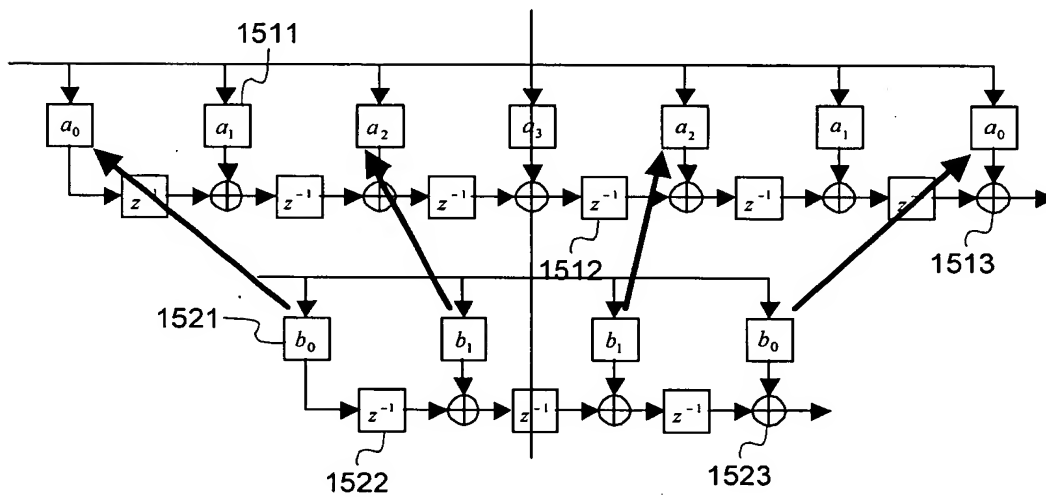 1511
a₀ a₁ a₂ a₃ a₂ a₁ a₀
z⁻¹ z⁻¹ z⁻¹ z⁻¹ z⁻¹ z⁻¹
1512 1513
1521
b₀ b₁ b₁ b₀
z⁻¹ z⁻¹ z⁻¹
1522 1523